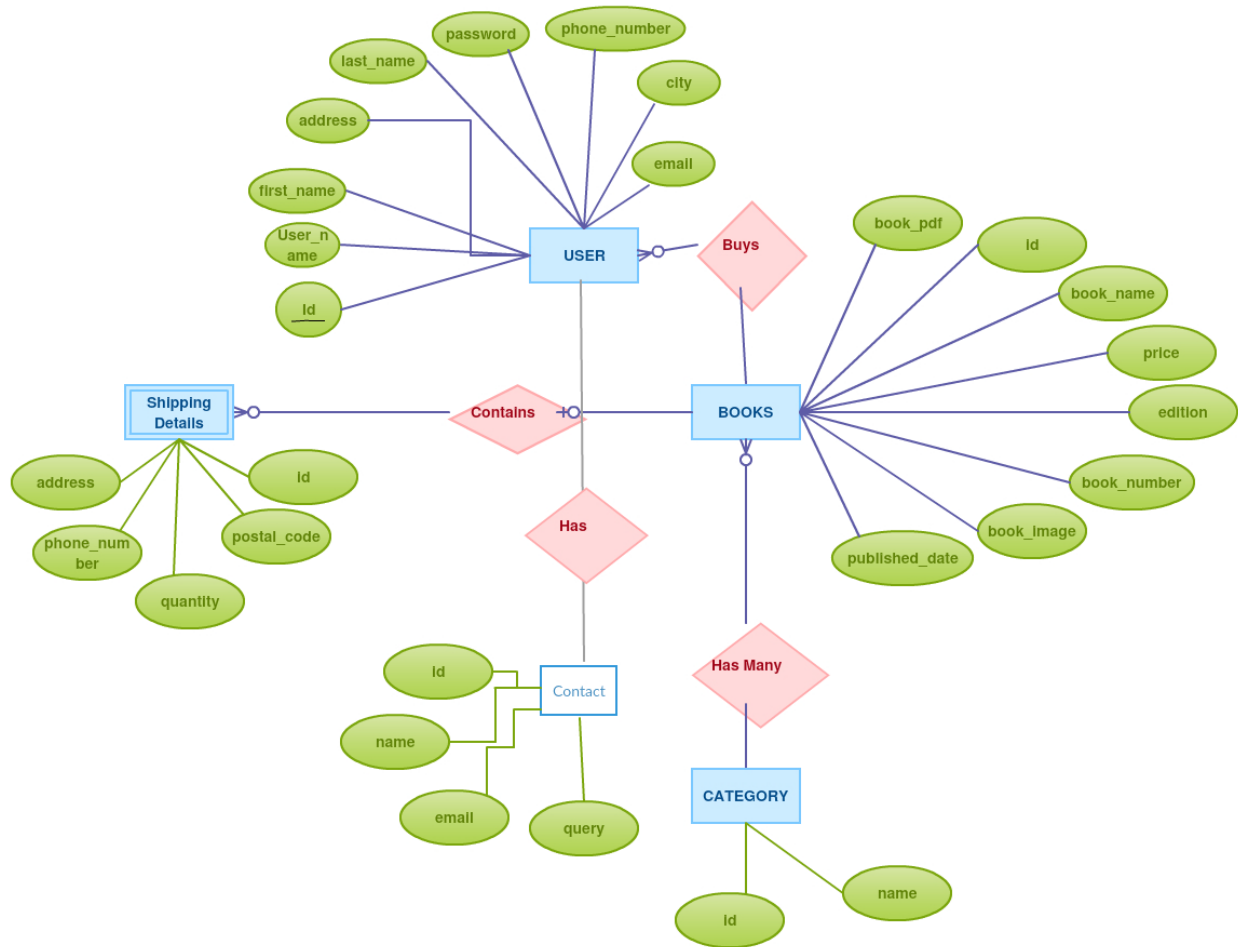 password
phone_number
last_name
city
address
email
first_name
User_n
ame
Id
USER
Buys
book_pdf
Id
book_name
price
edition
book_number
book_image
published_date
Shipping
Details
Contains
BOOKS
address
Id
phone_num
ber
postal_code
quantity
Has
Id
Contact
name
email
query
Has Many
CATEGORY
id
name